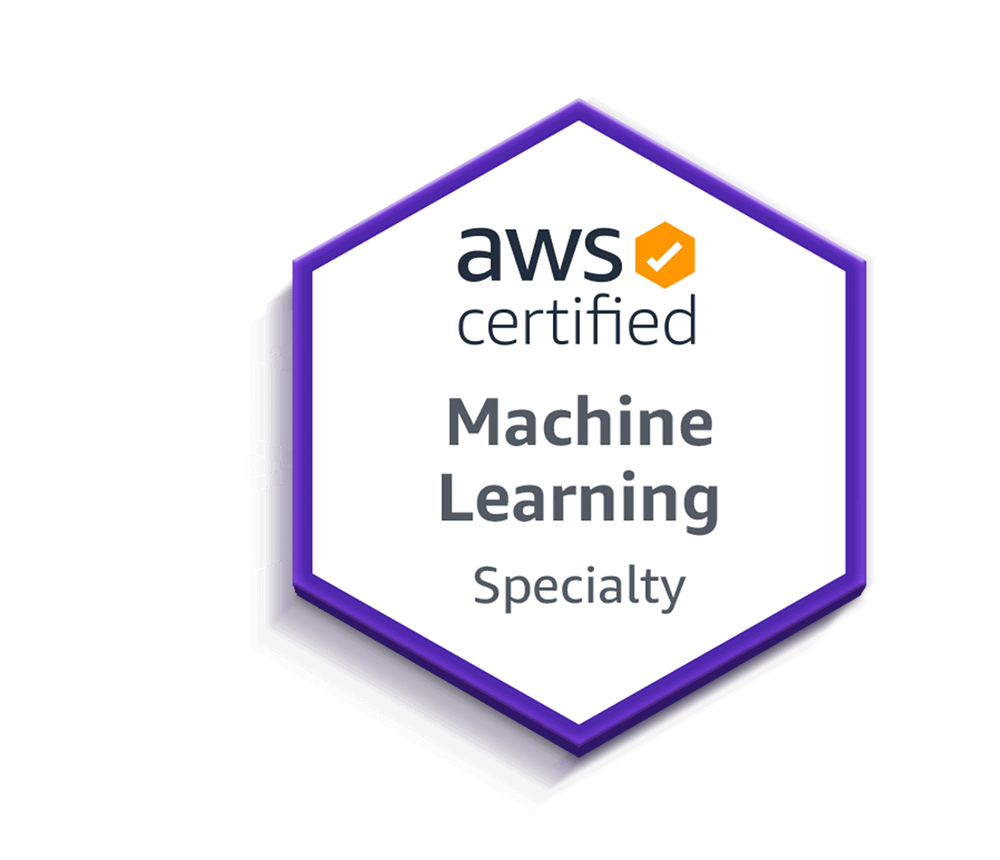 aws
certified
Machine
Learning
Specialty